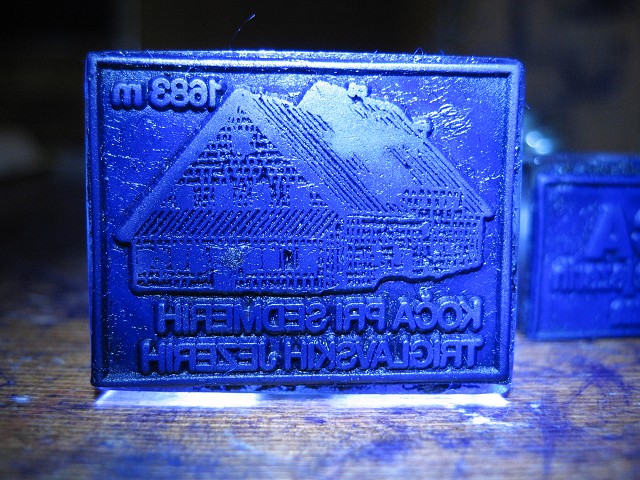 1683 m
KOČA PRI SEDMERIH
TRIGLAVSKIH JEZERIH